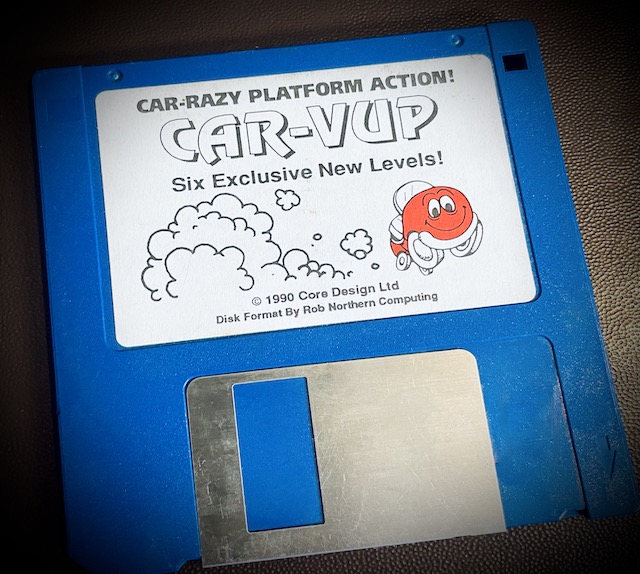 CAR-RAZY PLATFORM ACTION!
CAR-VUP
Six Exclusive New Levels!
© 1990 Core Design Ltd
Disk Format By Rob Northern Computing